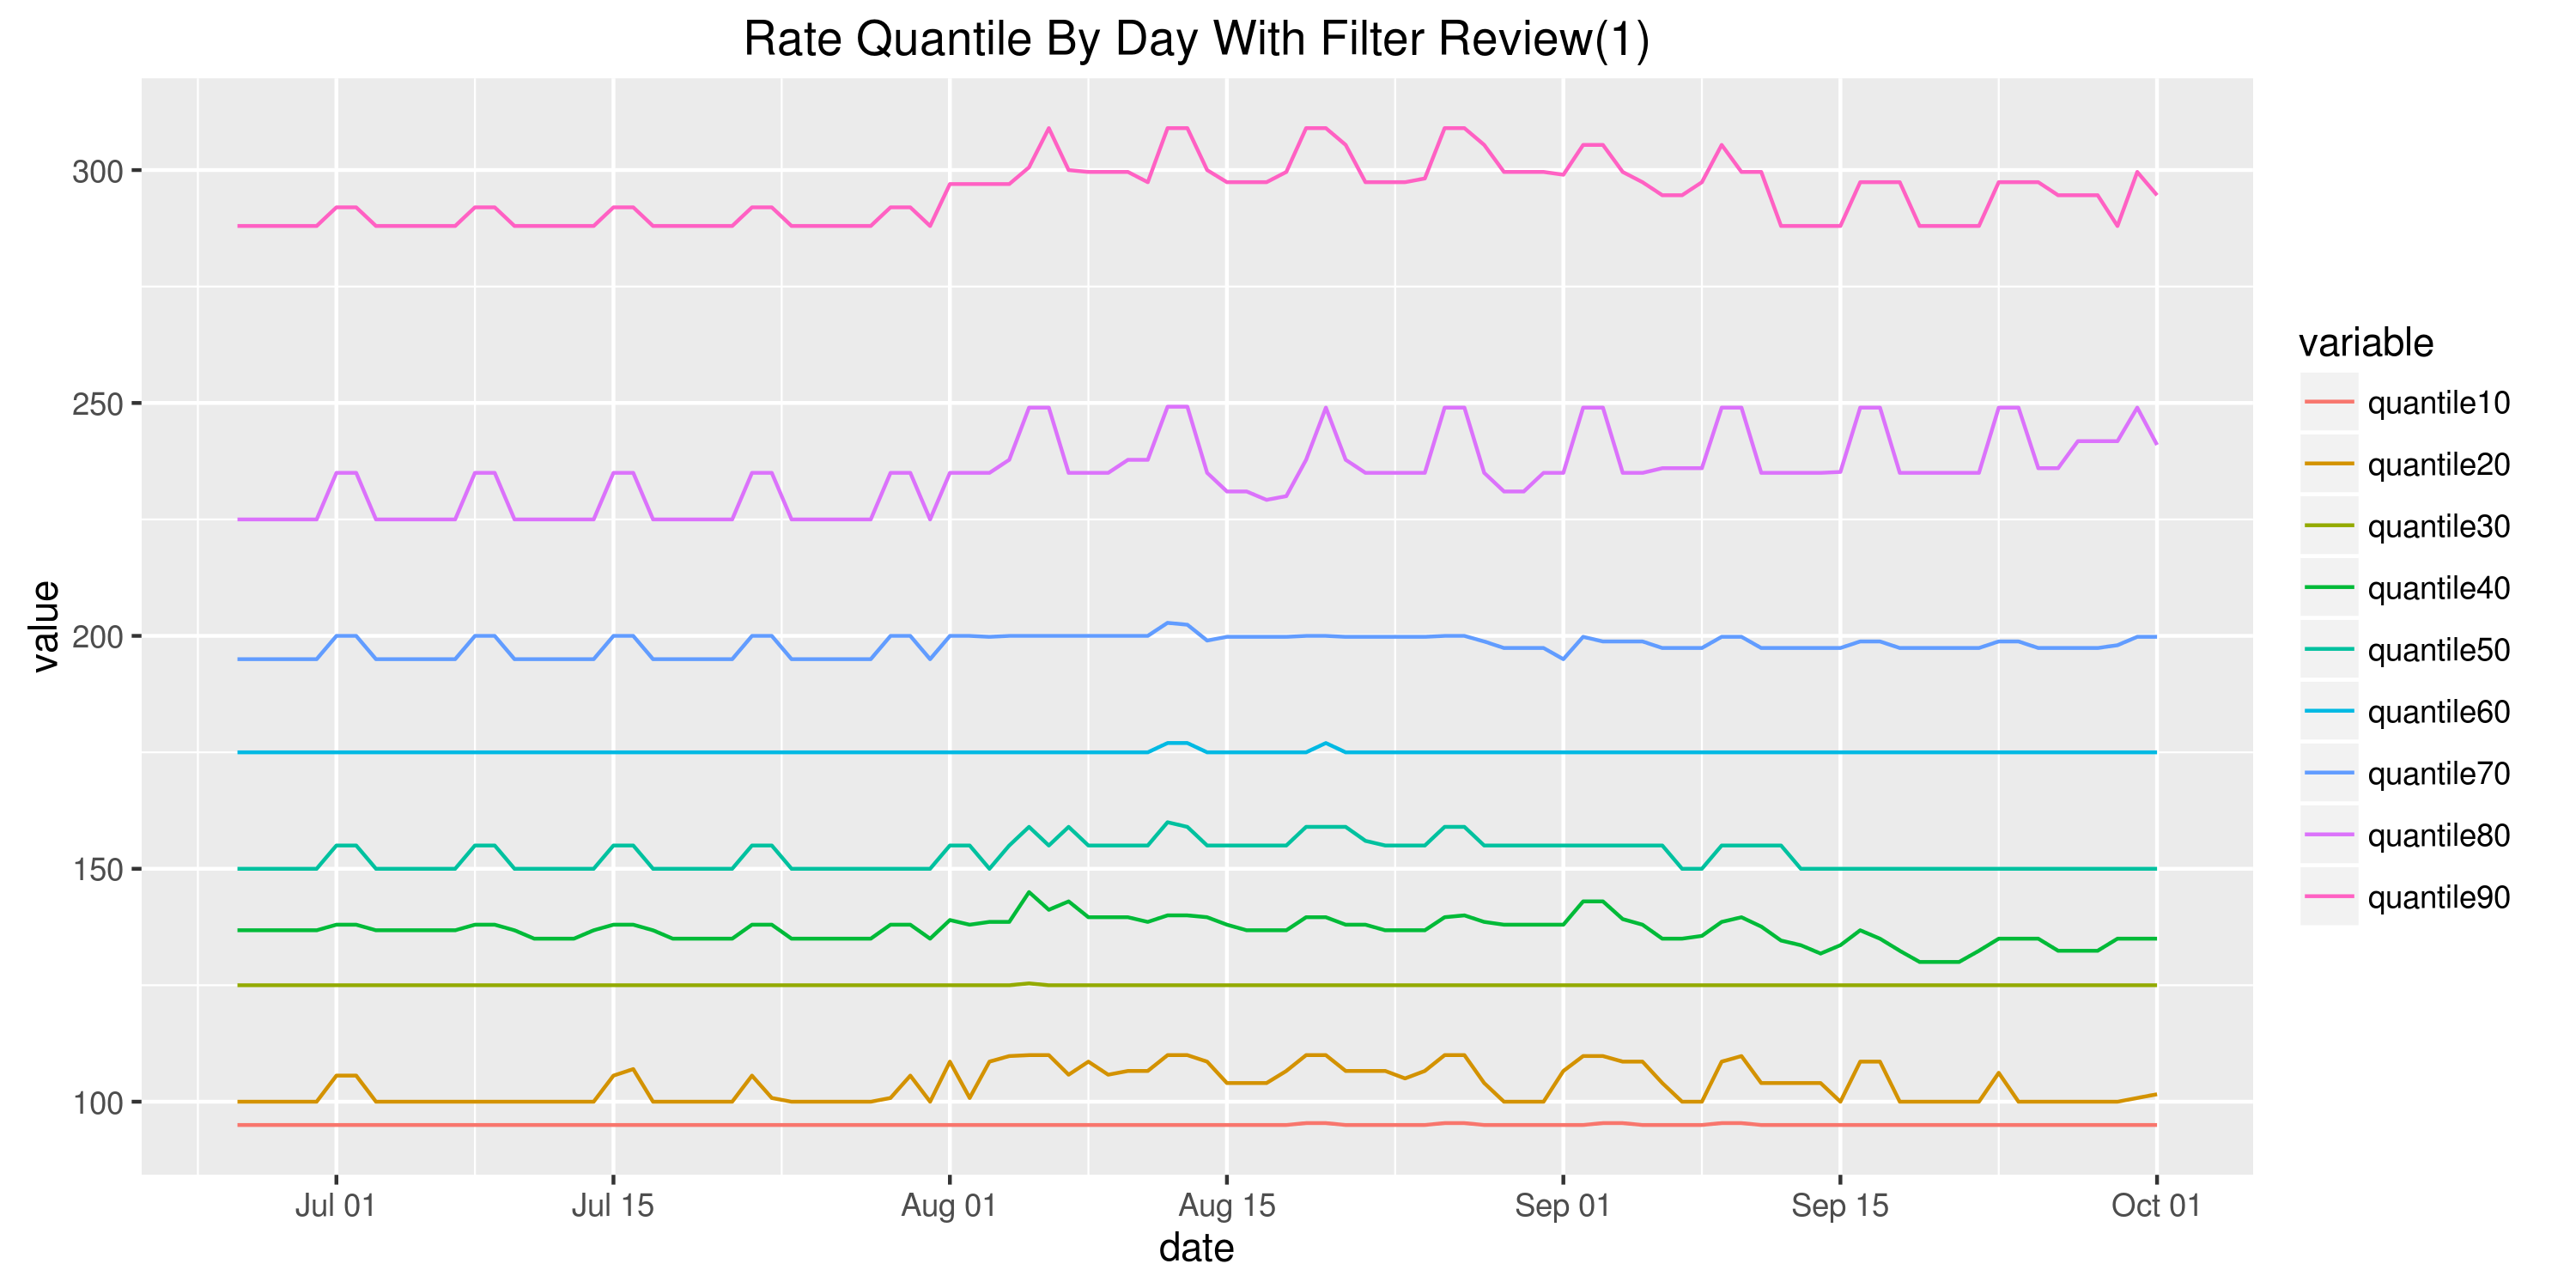 Rate Quantile By Day With Filter Review(1)
300
250
200
150
100
value
Jul 01
Jul 15
Aug 01
Aug 15
Sep 01
Sep 15
Oct 01
date
variable
quantile10
quantile20
quantile30
quantile40
quantile50
quantile60
quantile70
quantile80
quantile90